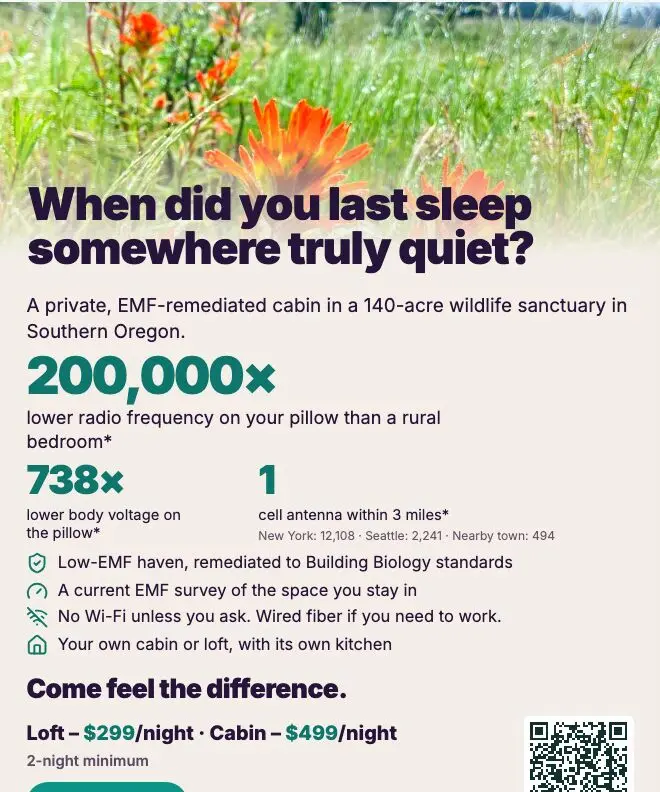 When did you last sleep
somewhere truly quiet?
A private, EMF-remediated cabin in a 140-acre wildlife sanctuary in
Southern Oregon.
200,000×
lower radio frequency on your pillow than a rural
bedroom*
738×
lower body voltage on
the pillow*
1
cell antenna within 3 miles*
New York: 12,108 · Seattle: 2,241 · Nearby town: 494
Low-EMF haven, remediated to Building Biology standards
A current EMF survey of the space you stay in
No Wi-Fi unless you ask. Wired fiber if you need to work.
Your own cabin or loft, with its own kitchen
Come feel the difference.
Loft – $299/night · Cabin – $499/night
2-night minimum